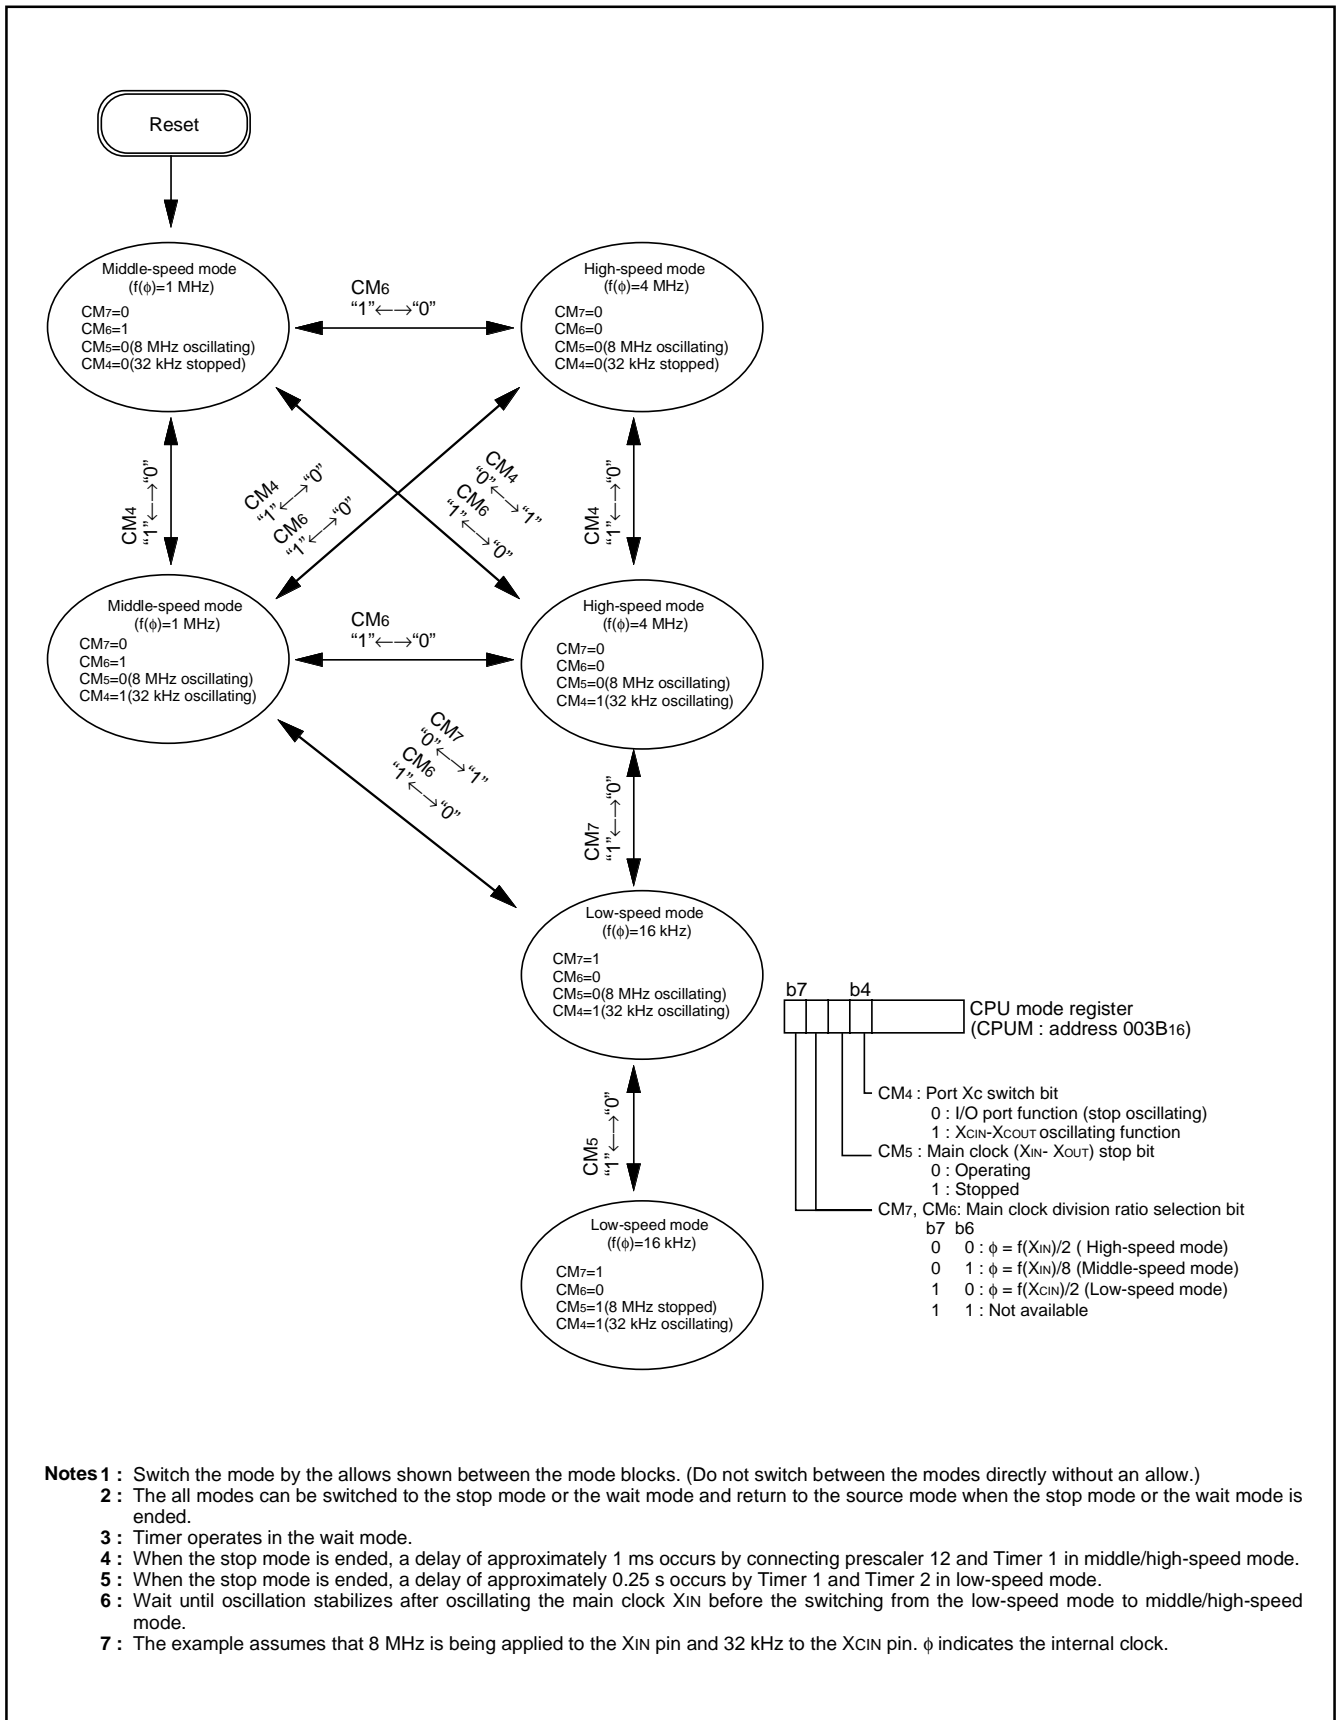 Reset
Middle-speed mode
(f(ϕ)=1 MHz)
CM7=0
CM6=1
CM5=0(8 MHz oscillating)
CM4=0(32 kHz stopped)
CM6
“1”←→“0”
High-speed mode
(f(ϕ)=4 MHz)
CM7=0
CM6=0
CM5=0(8 MHz oscillating)
CM4=0(32 kHz stopped)
CM4
“1”←→“0”
CM4
“1”←→“0”
CM6
“1”←→“0”
CM4
“0”←→“1”
CM6
“1”←→“0”
CM4
“1”←→“0”
Middle-speed mode
(f(ϕ)=1 MHz)
CM7=0
CM6=1
CM5=0(8 MHz oscillating)
CM4=1(32 kHz oscillating)
CM6
“1”←→“0”
High-speed mode
(f(ϕ)=4 MHz)
CM7=0
CM6=0
CM5=0(8 MHz oscillating)
CM4=1(32 kHz oscillating)
CM7
“0”←→“1”
CM6
“1”←→“0”
CM7
“1”←→“0”
Low-speed mode
(f(ϕ)=16 kHz)
CM7=1
CM6=0
CM5=0(8 MHz oscillating)
CM4=1(32 kHz oscillating)
CM5
“1”←→“0”
Low-speed mode
(f(ϕ)=16 kHz)
CM7=1
CM6=0
CM5=1(8 MHz stopped)
CM4=1(32 kHz oscillating)
b7 b4
CPU mode register
(CPUM : address 003B16)
CM4 : Port Xc switch bit
0 : I/O port function (stop oscillating)
1 : XCIN-XCOUT oscillating function
CM5 : Main clock (XIN- XOUT) stop bit
0 : Operating
1 : Stopped
CM7, CM6: Main clock division ratio selection bit
b7 b6
0 0 : ϕ = f(XIN)/2 ( High-speed mode)
0 1 : ϕ = f(XIN)/8 (Middle-speed mode)
1 0 : ϕ = f(XCIN)/2 (Low-speed mode)
1 1 : Not available
Notes 1 : Switch the mode by the allows shown between the mode blocks. (Do not switch between the modes directly without an allow.)
2 : The all modes can be switched to the stop mode or the wait mode and return to the source mode when the stop mode or the wait mode is
ended.
3 : Timer operates in the wait mode.
4 : When the stop mode is ended, a delay of approximately 1 ms occurs by connecting prescaler 12 and Timer 1 in middle/high-speed mode.
5 : When the stop mode is ended, a delay of approximately 0.25 s occurs by Timer 1 and Timer 2 in low-speed mode.
6 : Wait until oscillation stabilizes after oscillating the main clock XIN before the switching from the low-speed mode to middle/high-speed
mode.
7 : The example assumes that 8 MHz is being applied to the XIN pin and 32 kHz to the XCIN pin. ϕ indicates the internal clock.